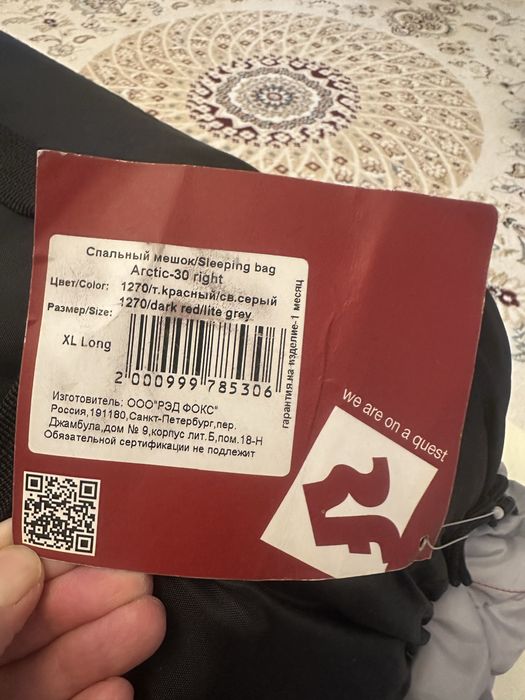 Спальный мешок/Sleeping bag
Arctic-30 right
Цвет/Color: 1270/т.красный/св.серый
1270/dark red/lite grey
Размер/Size:
XL Long
2 000999 785306
гарантия на изделие-1 месяц
Изготовитель: ООО"РЭД ФОКС"
Россия,191180,Санкт-Петербург,пер.
Джамбула,дом № 9,корпус лит.Б,пом.18-Н
Обязательной сертификации не подлежит
we are on a quest